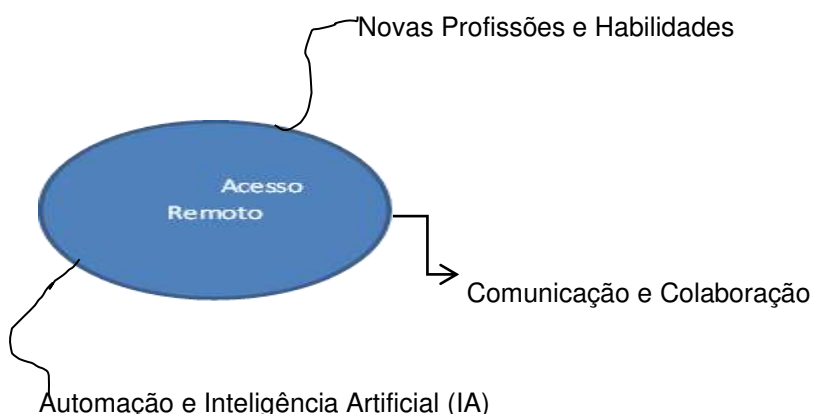 Novas Profissões e Habilidades
Acesso
Remoto
Comunicação e Colaboração
Automação e Inteligência Artificial (IA)